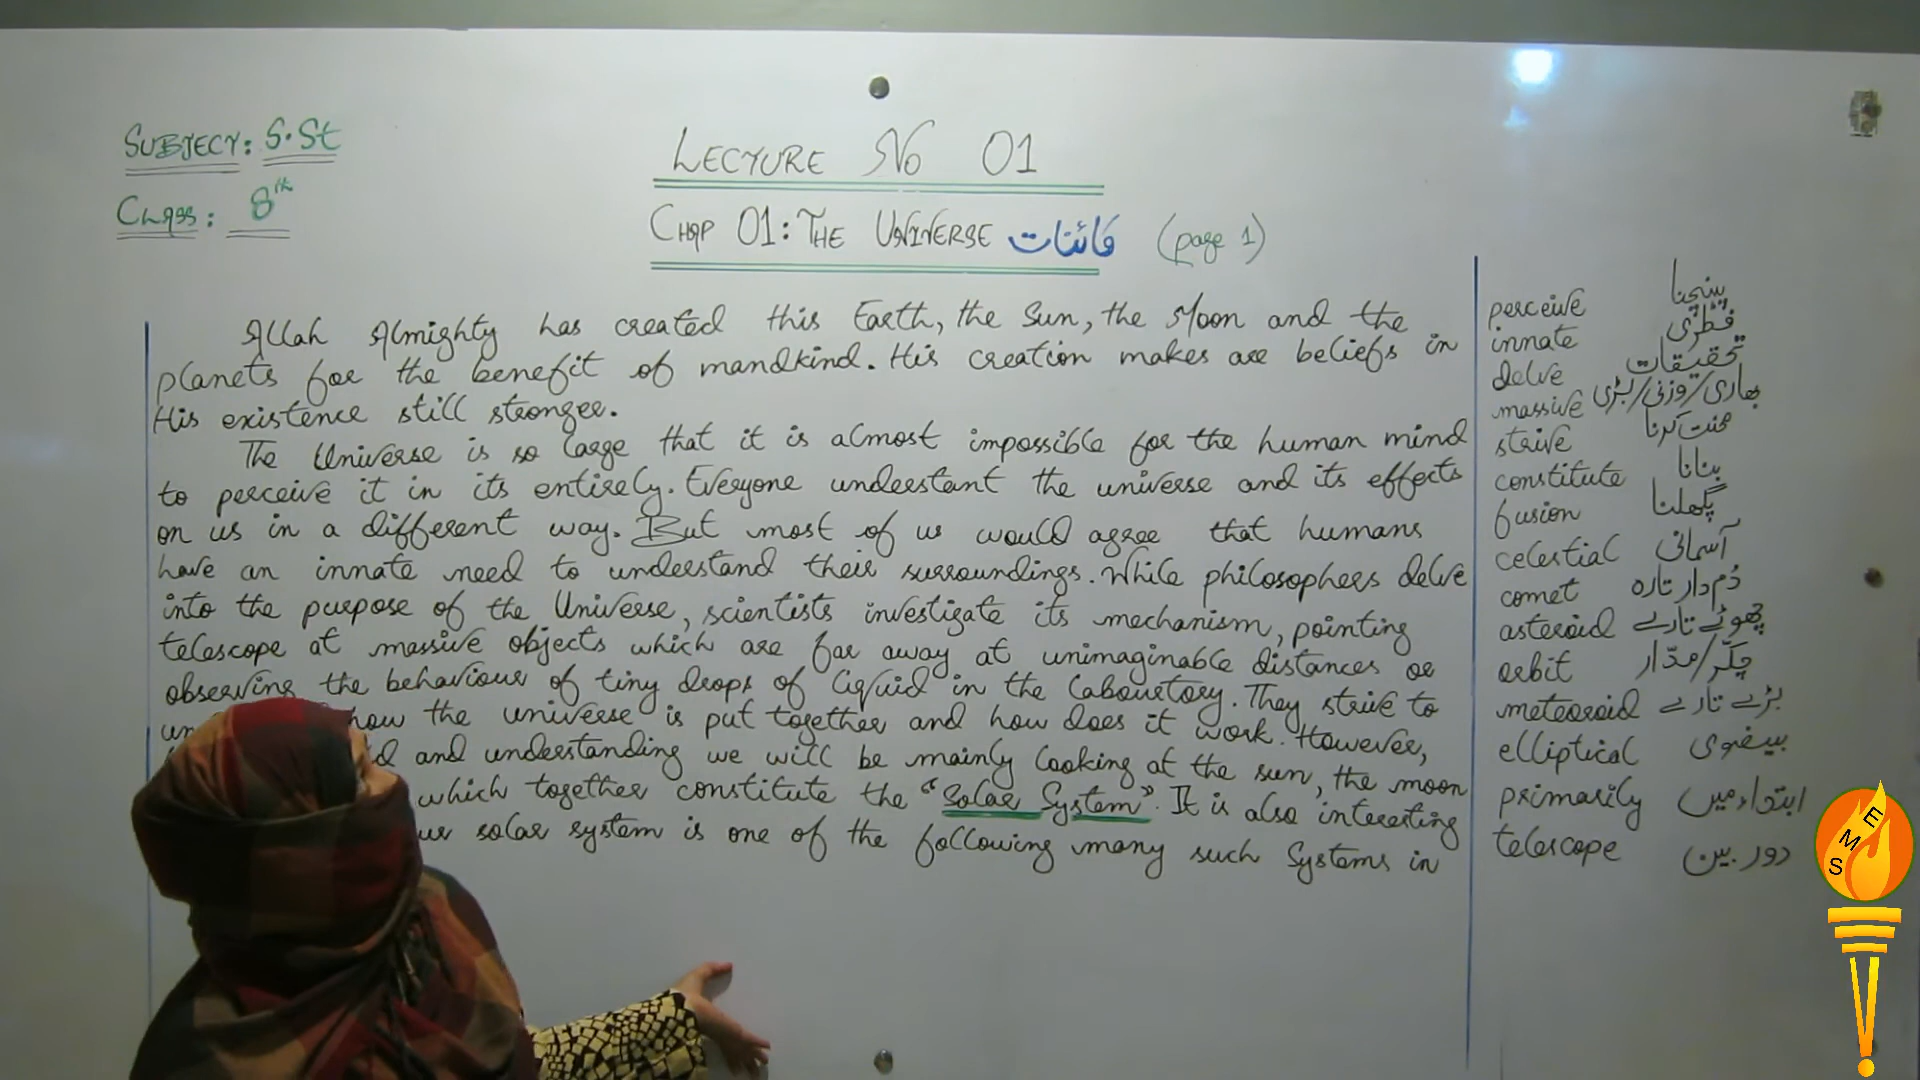 SUBJECT: S.St
CLASS: 8th
LECTURE No 01
CHAP 01: THE UNIVERSE کائنات (page 1)
Allah Almighty has created this Earth, the Sun, the Moon and the
planets for the benefit of mandkind. His creation makes are beliefs in
His existence still stronger.
The Universe is so large that it is almost impossible for the human mind
to perceive it in its entirely. Everyone understant the universe and its effects
on us in a different way. But most of us would agree that humans
have an innate need to understand their surroundings. While philosophers delve
into the purpose of the Universe, scientists investigate its mechanism, pointing
telescope at massive objects which are far away at unimaginable distances or
observing the behaviour of tiny drops of liquid in the labouretory. They strive to
how the universe is put together and how does it work. However,
and understanding we will be mainly looking at the sun, the moon
which together constitute the "Solar System". It is also interesting
solar system is one of the following many such Systems in
perceive پہنچنا
innate فطری
delve تحقیقات
massive بھاری/وزنی/بڑی
strive محنت کرنا
constitute بنانا
fusion پگھلنا
celestial آسمانی
comet دُم دار تارہ
asteroid چھوٹے تارے
orbit چکّر/مدّار
meteoroid بڑے تارے
elliptical بیضوی
primarily ابتداء میں
telescope دور بین
E
M
S